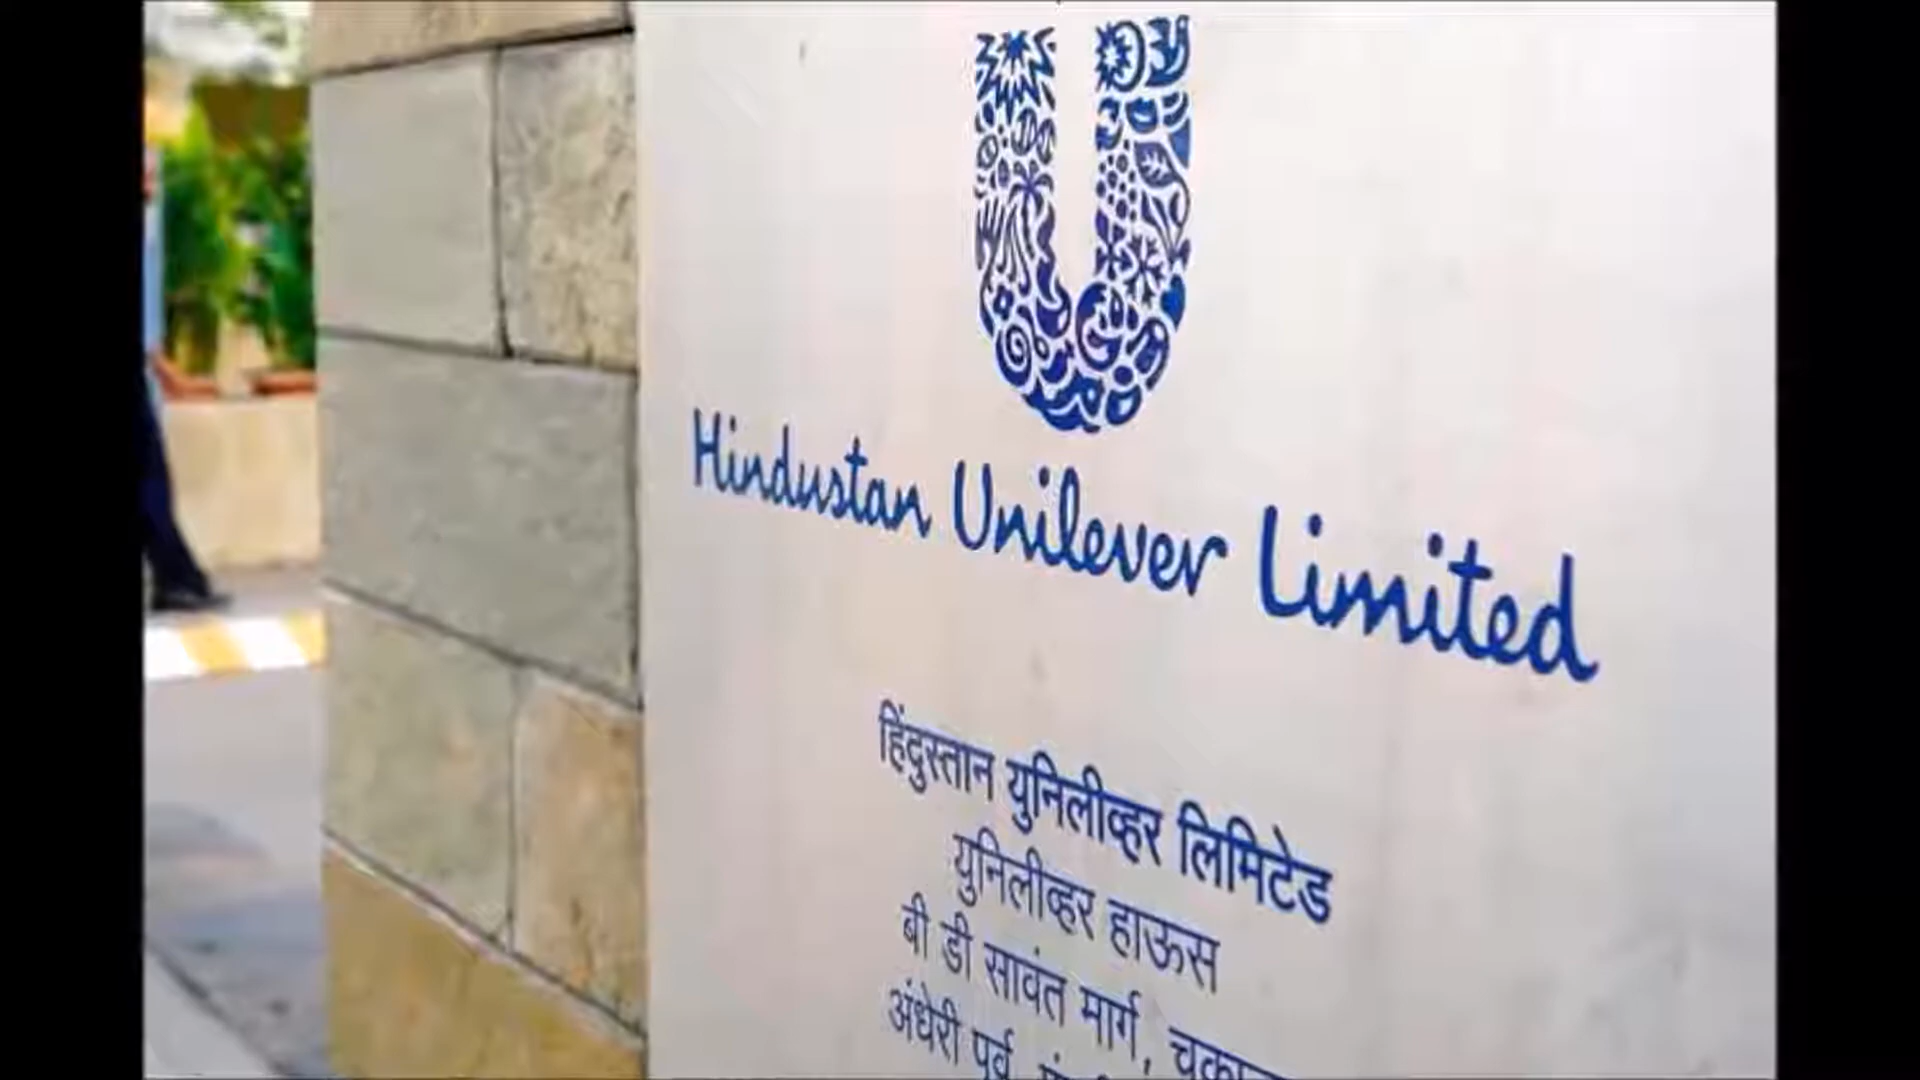 Hindustan Unilever Limited
हिंदुस्तान युनिलीव्हर लिमिटेड
युनिलीव्हर हाऊस
बी डी सावंत मार्ग,
अंधेरी पूर्व,